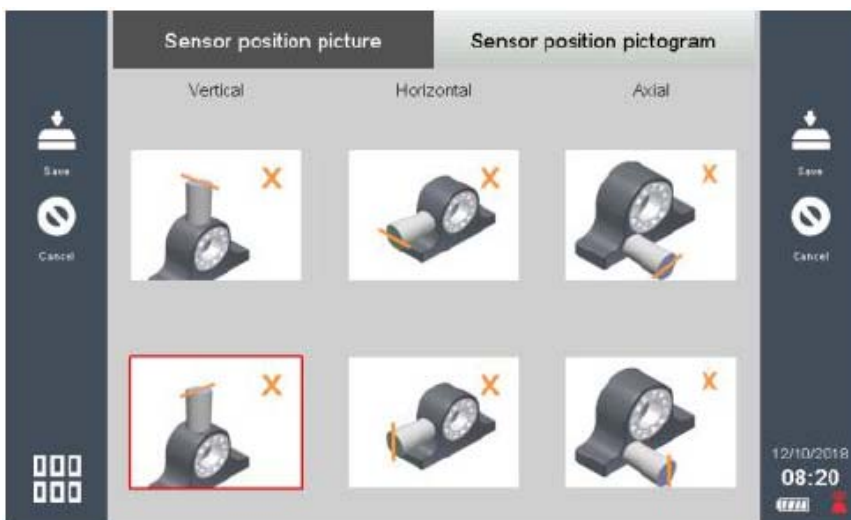 Sensor position picture
Sensor position pictogram
Vertical
Horizontal
Axial
Save
Cancel
X
X
X
X
X
X
Save
Cancel
12/10/2018
08:20